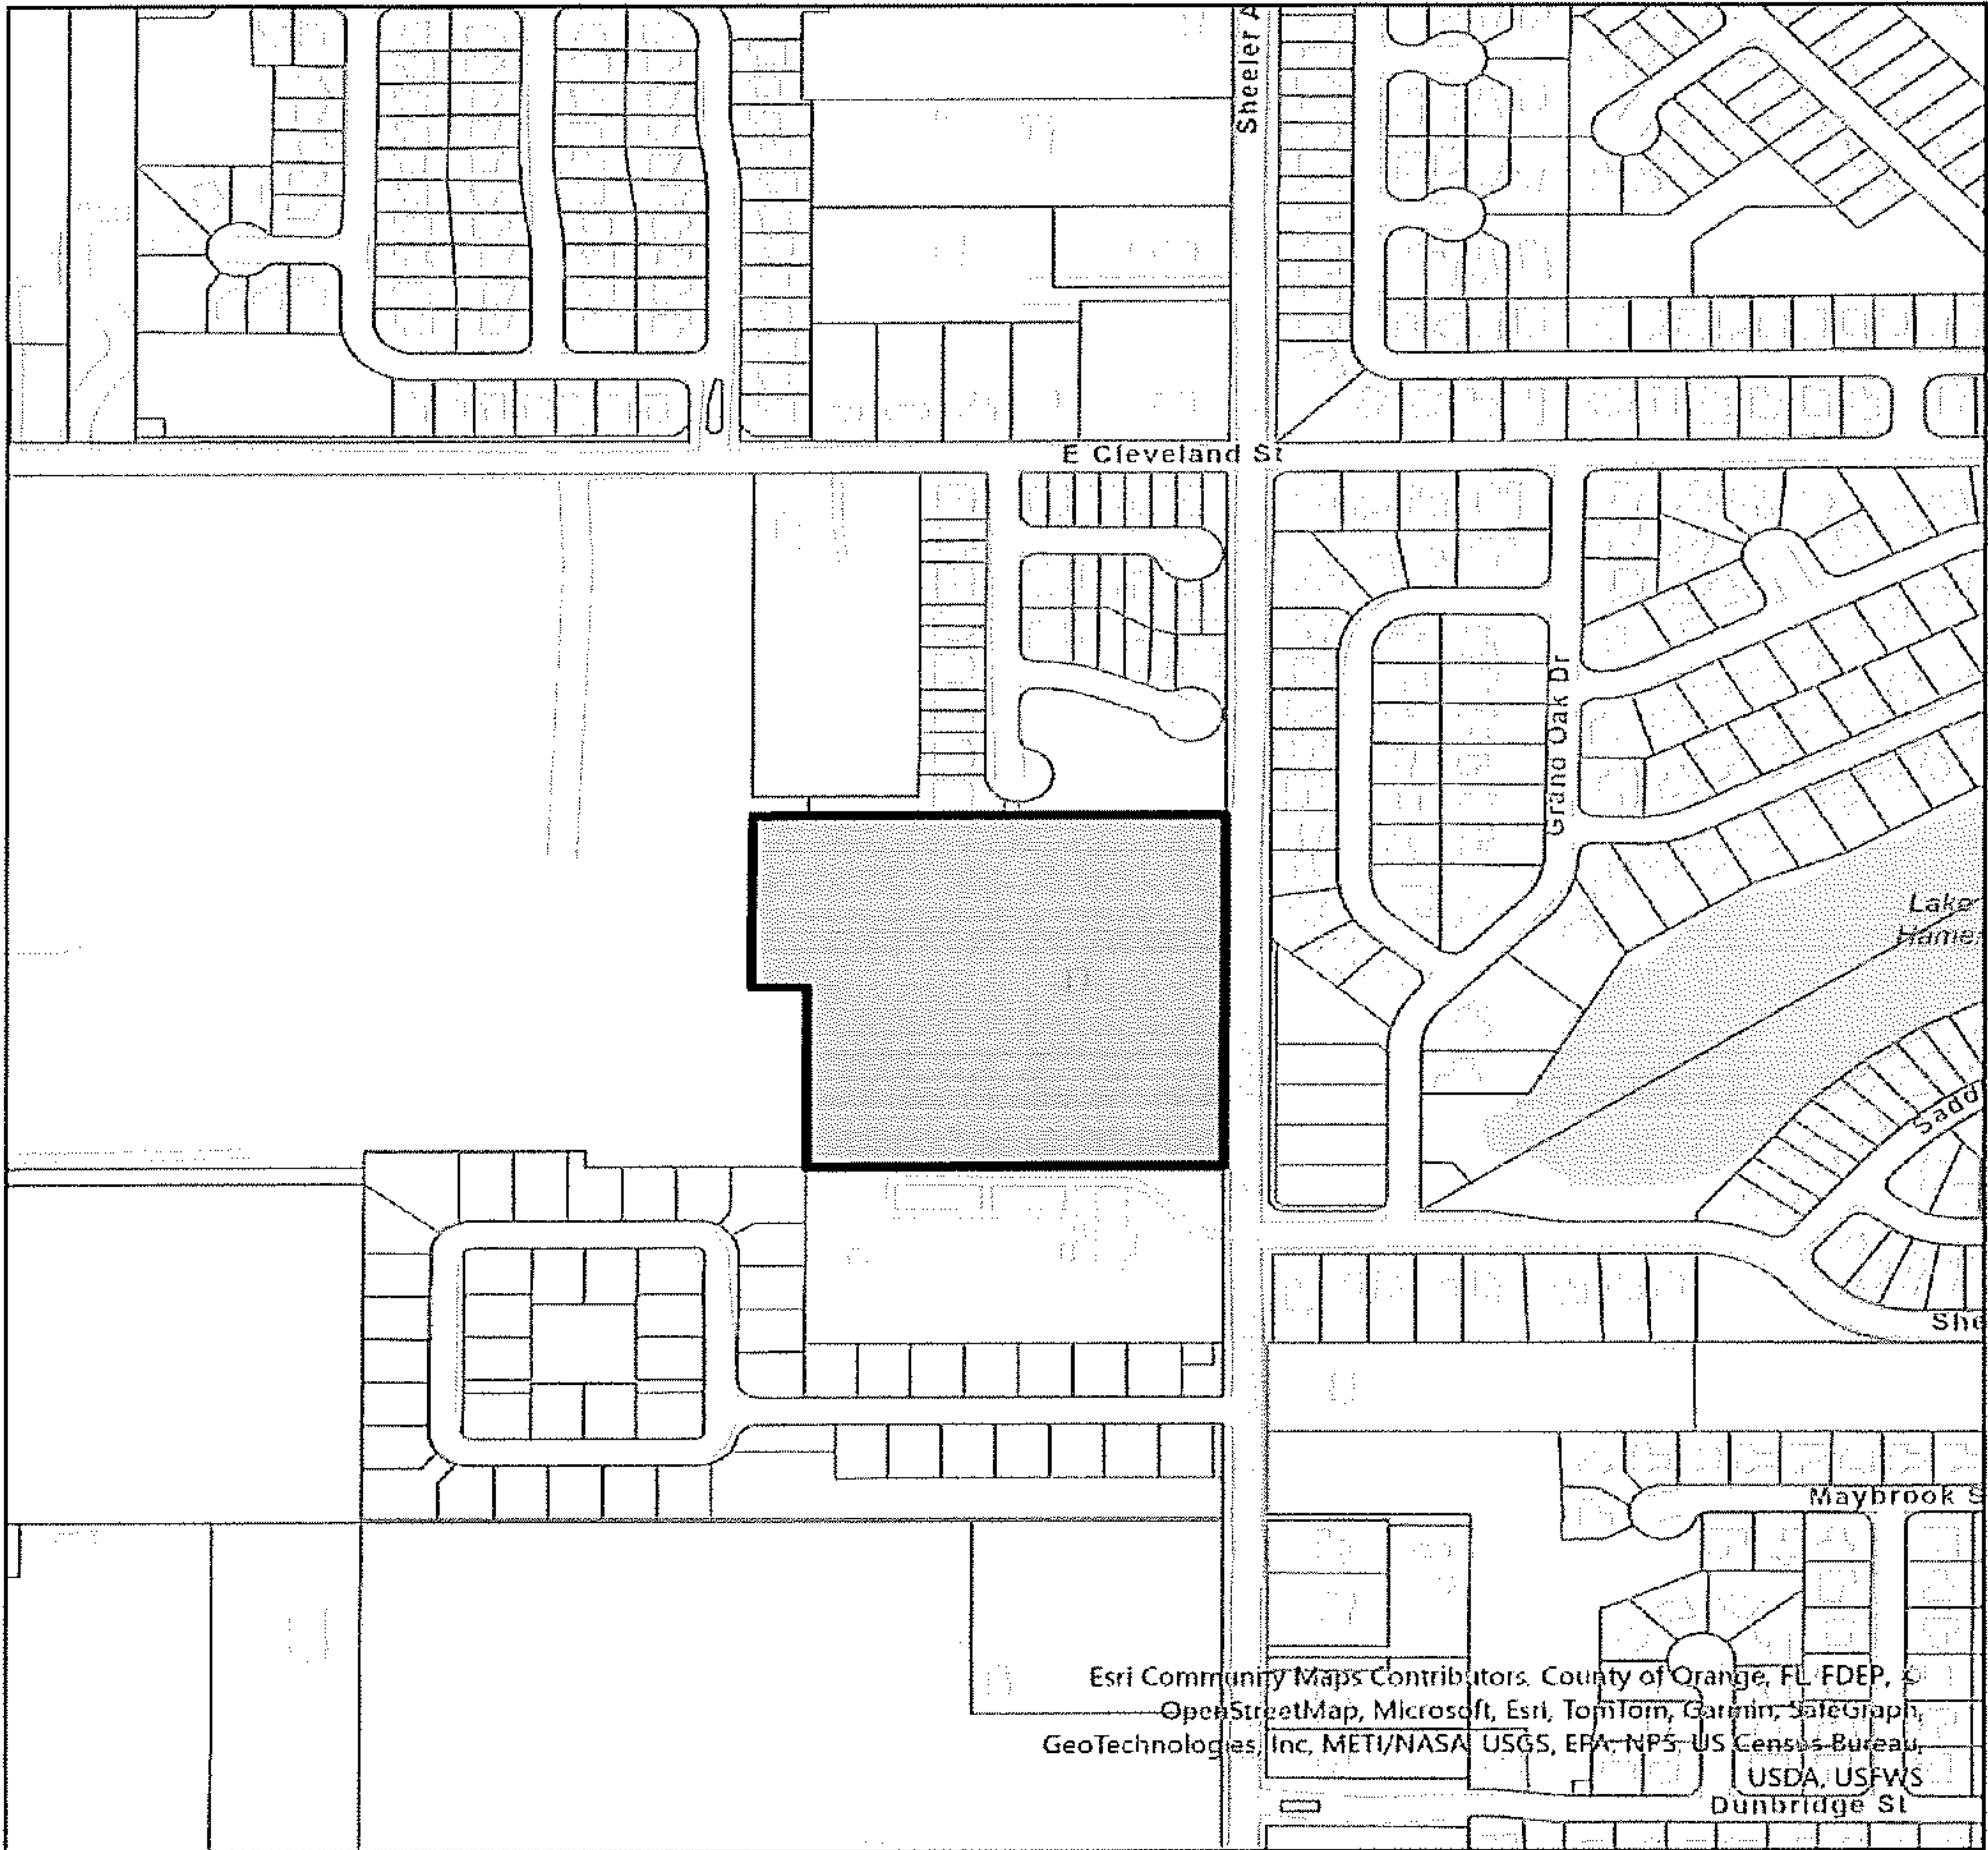 Sheeler A
E Cleveland St
Grand Oak Dr
Lake
Hame
Sadd
She
Maybrook S
Esri Community Maps Contributors, County of Orange, FL, FDEP, ©
OpenStreetMap, Microsoft, Esri, TomTom, Garmin, SafeGraph,
GeoTechnologies, Inc, METI/NASA, USGS, EPA, NPS, US Census Bureau,
USDA, USFWS
Dunbridge St